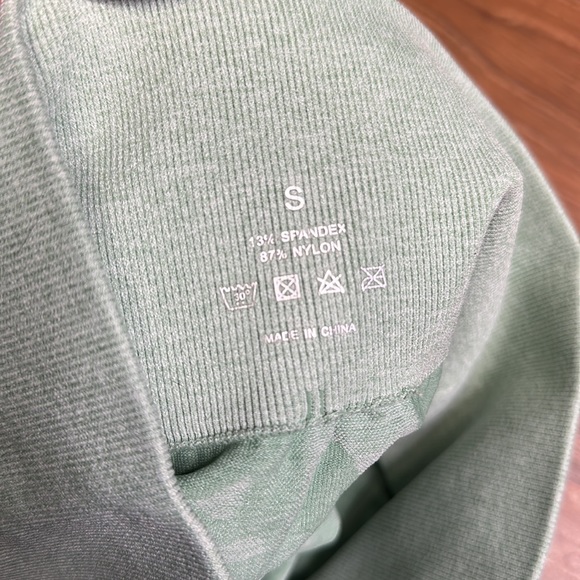 S
13% SPANDEX
87% NYLON
30°
MADE IN CHINA